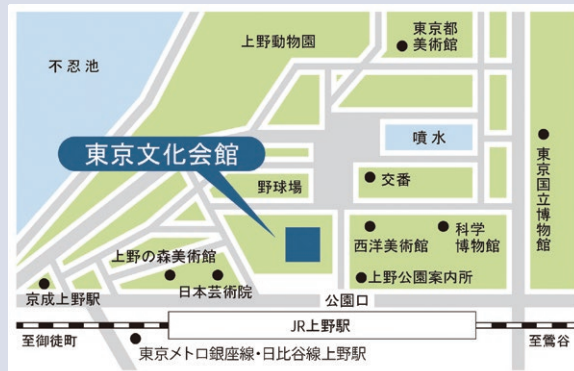 上野動物園
東京都
美術館
不忍池
噴水
東京文化会館
東京国立博物館
野球場
交番
西洋美術館
科学
博物館
上野の森美術館
日本芸術院
上野公園案内所
京成上野駅
公園口
JR上野駅
至御徒町
至鶯谷
東京メトロ銀座線・日比谷線上野駅